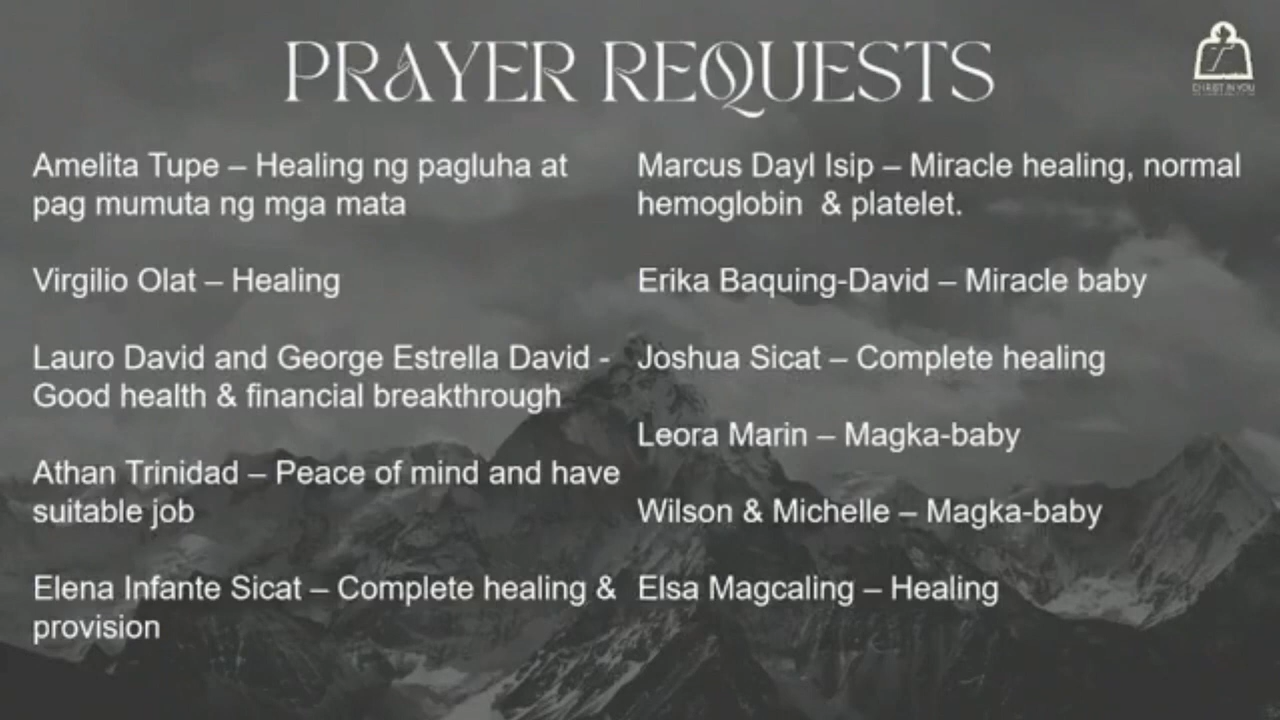 PRAYER REQUESTS
CHRIST IN YOU
Amelita Tupe – Healing ng pagluha at
pag mumuta ng mga mata
Virgilio Olat – Healing
Lauro David and George Estrella David -
Good health & financial breakthrough
Athan Trinidad – Peace of mind and have
suitable job
Elena Infante Sicat – Complete healing &
provision
Marcus Dayl Isip – Miracle healing, normal
hemoglobin  & platelet.
Erika Baquing-David – Miracle baby
Joshua Sicat – Complete healing
Leora Marin – Magka-baby
Wilson & Michelle – Magka-baby
Elsa Magcaling – Healing